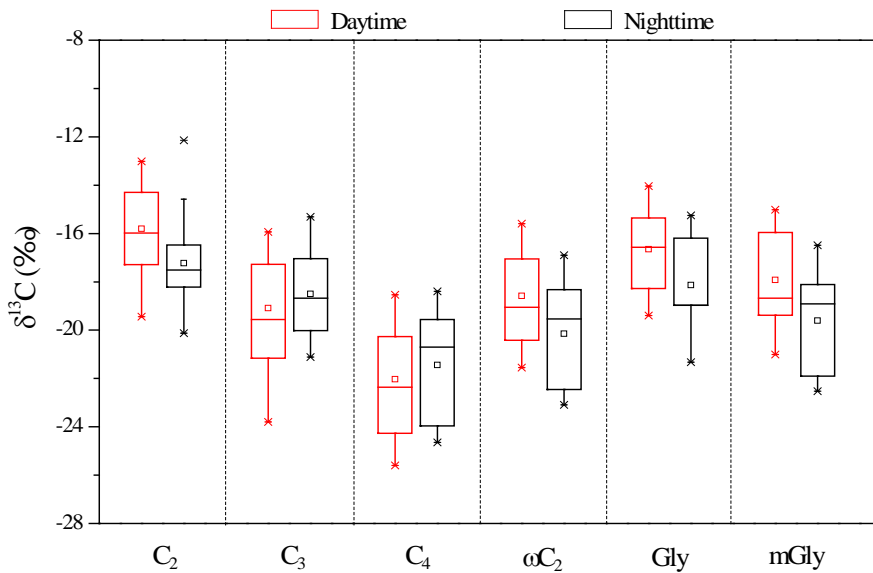 Daytime Nighttime
-8
-12
-16
-20
-24
-28
δ¹³C (‰)
C₂ C₃ C₄ ωC₂ Gly mGly